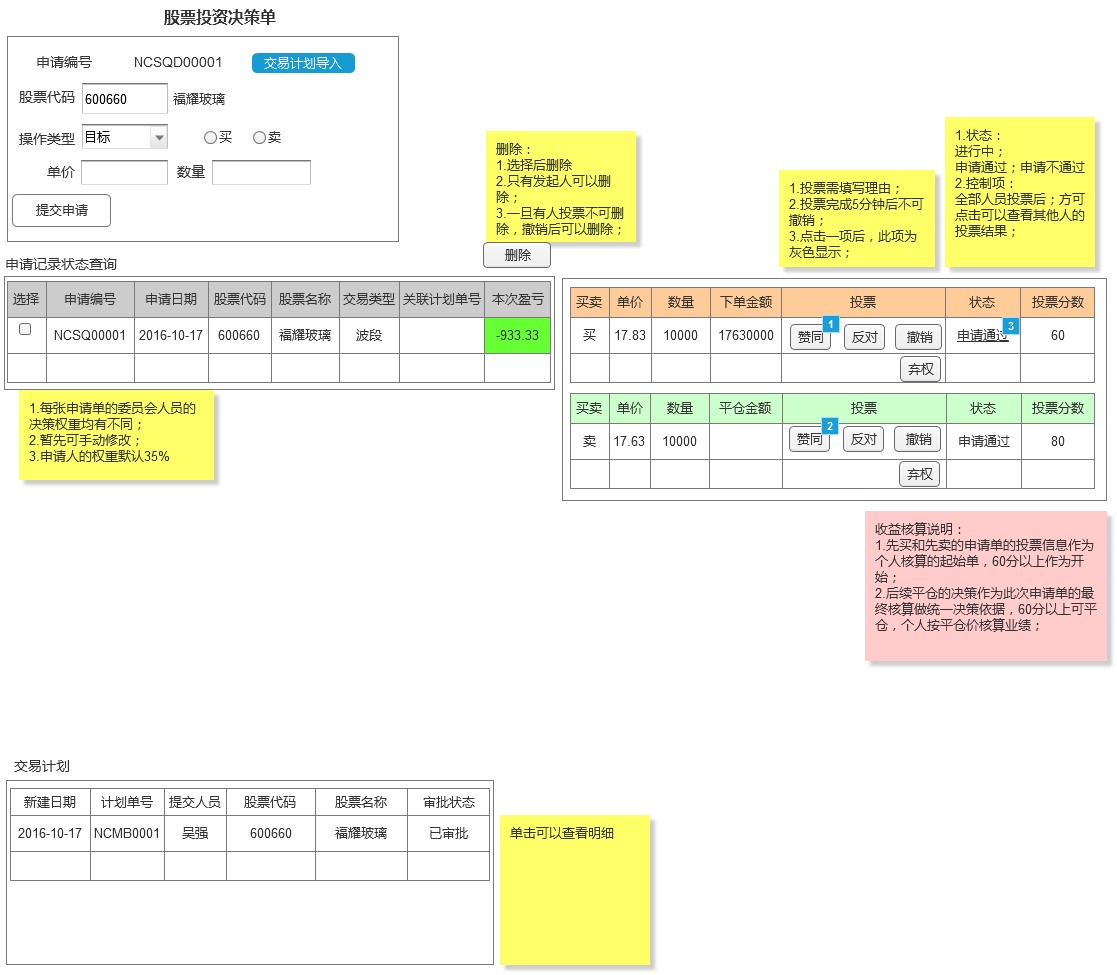 股票投资决策单
申请编号 NCSQD00001 交易计划导入
股票代码 600660 福耀玻璃
操作类型 目标 买 卖
单价 数量
提交申请
删除：
1.选择后删除
2.只有发起人可以删
除；
3.一旦有人投票不可删
除，撤销后可以删除；
删除
1.投票需填写理由；
2.投票完成5分钟后不可
撤销；
3.点击一项后，此项为
灰色显示；
1.状态：
进行中；
申请通过；申请不通过
2.控制项：
全部人员投票后；方可
点击可以查看其他人的
投票结果；
申请记录状态查询
选择 申请编号 申请日期 股票代码 股票名称 交易类型 关联计划单号 本次盈亏
NCSQ00001 2016-10-17 600660 福耀玻璃 波段 -933.33
买卖 单价 数量 下单金额 投票 状态 投票分数
买 17.83 10000 17630000 赞同 1 反对 撤销 申请通过 3 60
弃权
买卖 单价 数量 平仓金额 投票 状态 投票分数
卖 17.63 10000 赞同 2 反对 撤销 申请通过 80
弃权
1.每张申请单的委员会人员的
决策权重均有不同；
2.暂先可手动修改；
3.申请人的权重默认35%
收益核算说明：
1.先买和先卖的申请单的投票信息作为
个人核算的起始单，60分以上作为开
始；
2.后续平仓的决策作为此次申请单的最
终核算做统一决策依据，60分以上可平
仓，个人按平仓价核算业绩；
交易计划
新建日期 计划单号 提交人员 股票代码 股票名称 审批状态
2016-10-17 NCMB0001 吴强 600660 福耀玻璃 已审批
单击可以查看明细